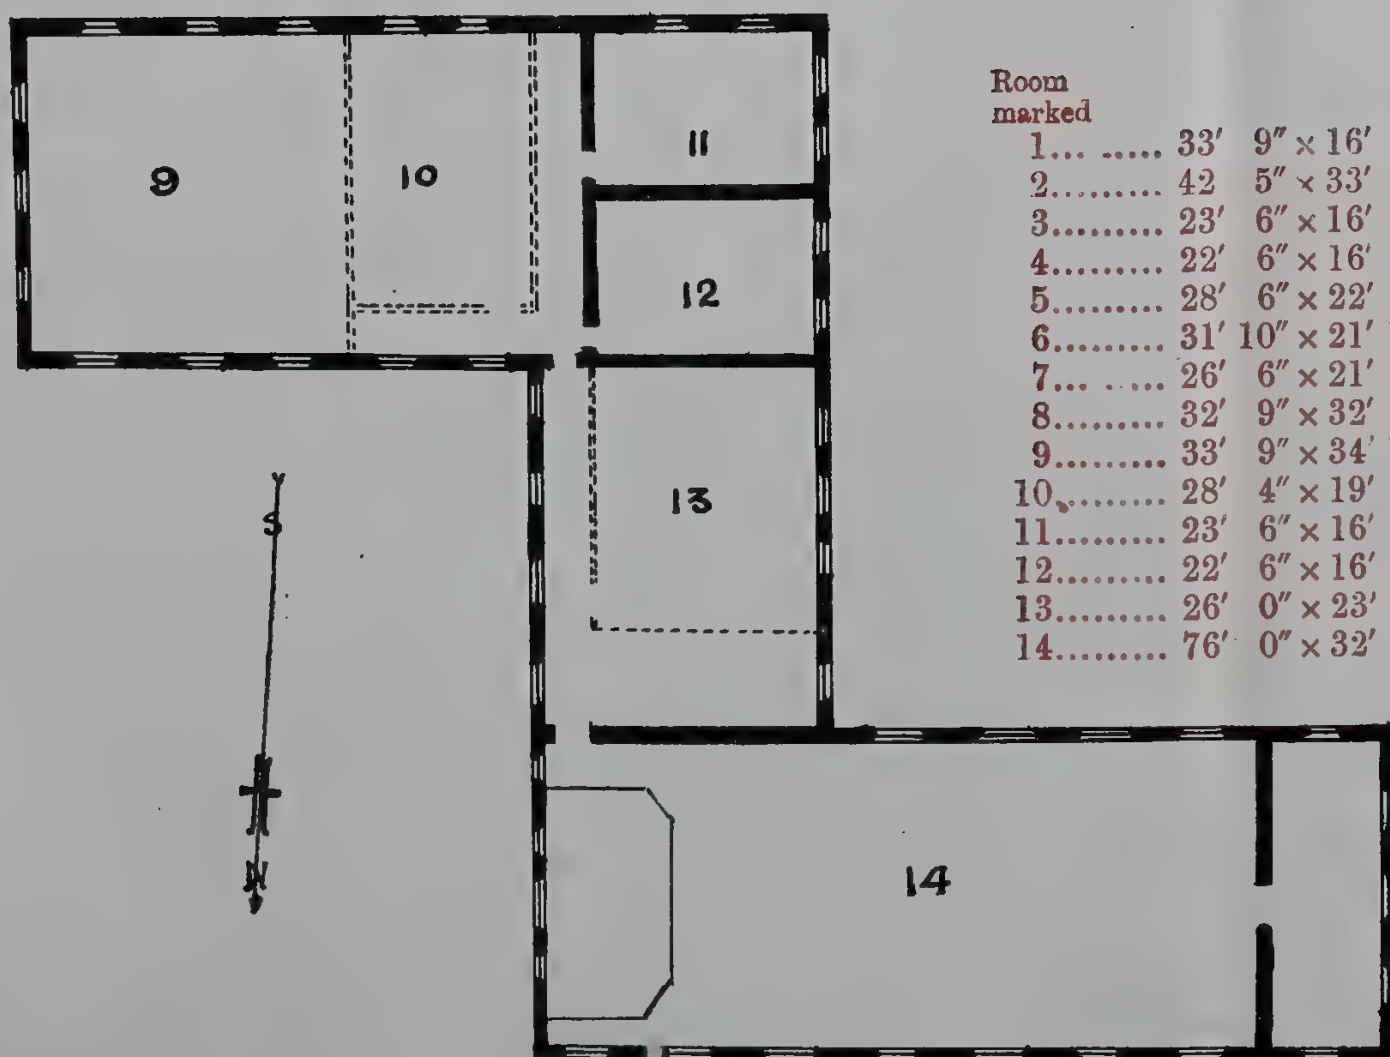 9
10
11
12
13
14
S
N
Room
marked
1... ..... 33' 9" × 16'
2......... 42 5" × 33'
3......... 23' 6" × 16'
4......... 22' 6" × 16'
5......... 28' 6" × 22'
6......... 31' 10" × 21'
7... ..... 26' 6" × 21'
8......... 32' 9" × 32'
9......... 33' 9" × 34'
10......... 28' 4" × 19'
11......... 23' 6" × 16'
12......... 22' 6" × 16'
13......... 26' 0" × 23'
14......... 76' 0" × 32'